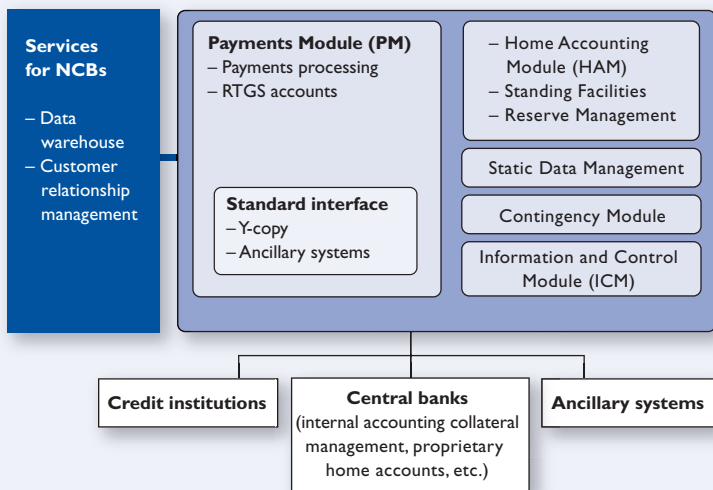 Services
for NCBs
– Data
warehouse
– Customer
relationship
management
Payments Module (PM)
– Payments processing
– RTGS accounts
Standard interface
– Y-copy
– Ancillary systems
– Home Accounting
Module (HAM)
– Standing Facilities
– Reserve Management
Static Data Management
Contingency Module
Information and Control
Module (ICM)
Credit institutions
Central banks
(internal accounting collateral
management, proprietary
home accounts, etc.)
Ancillary systems